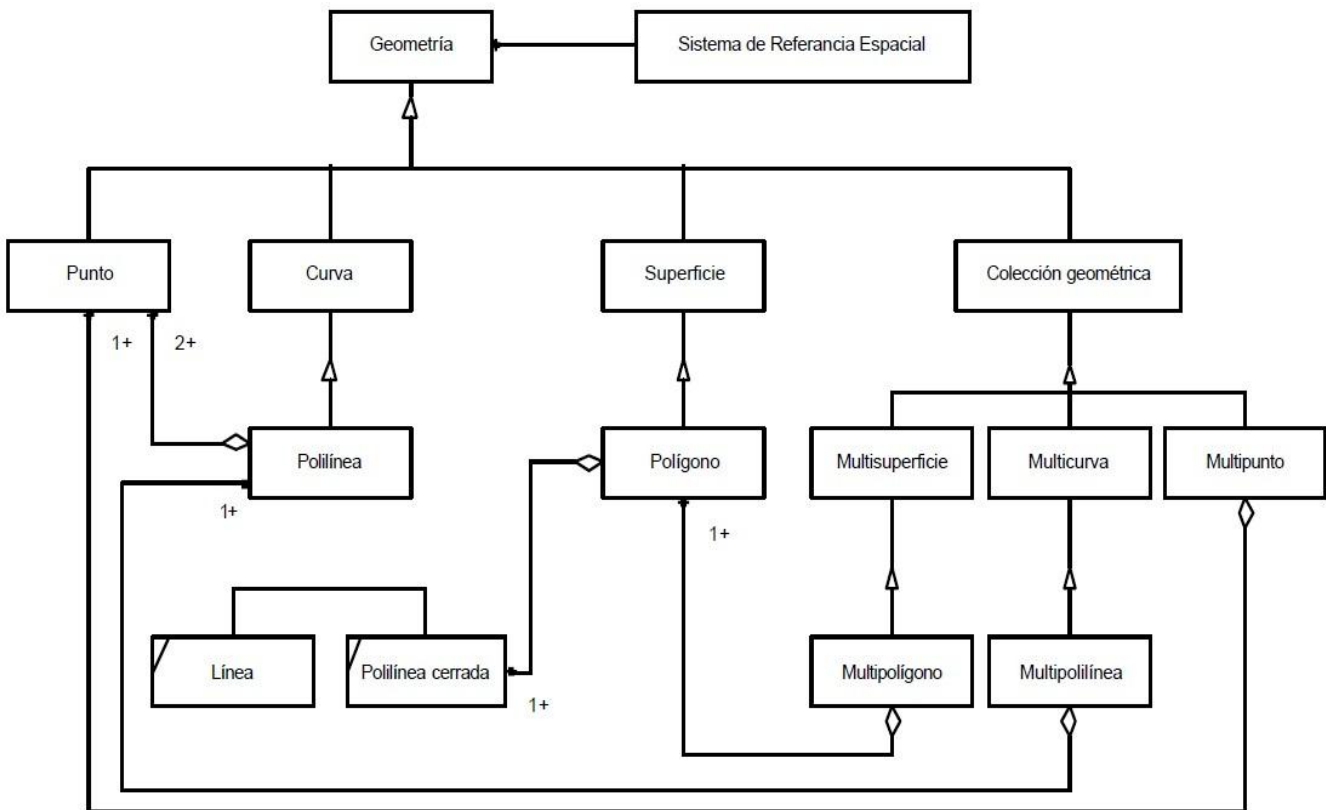 Geometría
Sistema de Referancia Espacial
Punto
Curva
Superficie
Colección geométrica
1+
2+
Polilínea
Polígono
Multisuperficie
Multicurva
Multipunto
1+
1+
Línea
Polilínea cerrada
Multipolígono
Multipolilínea
1+